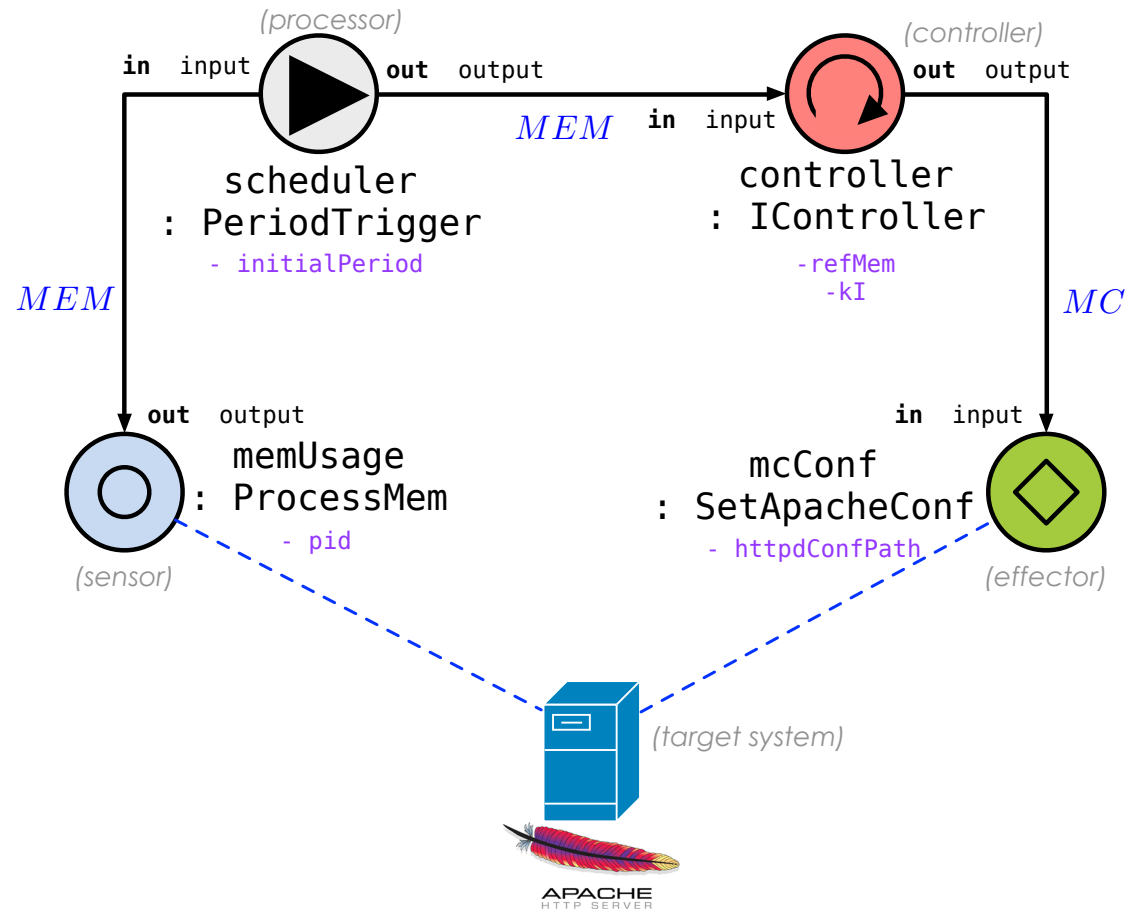 (processor)
in input
out output
scheduler
: PeriodTrigger
- initialPeriod
MEM
in input
(controller)
out output
controller
: IController
-refMem
-kI
MEM
MC
out output
memUsage
: ProcessMem
- pid
(sensor)
in input
mcConf
: SetApacheConf
- httpdConfPath
(effector)
(target system)
APACHE
HTTP SERVER